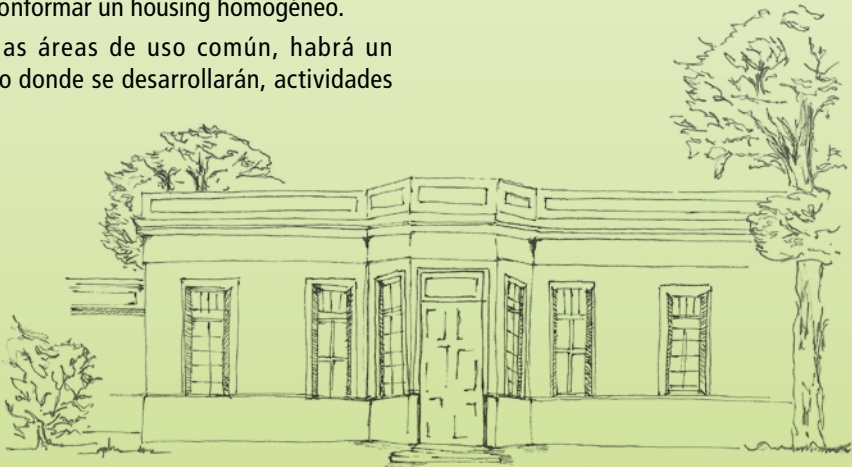 onformar un housing homogéneo.
as áreas de uso común, habrá un
o donde se desarrollarán, actividades